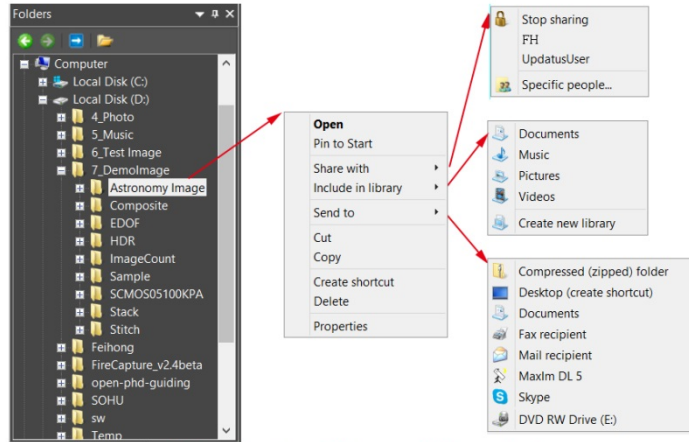 Folders
Computer
Local Disk (C:)
Local Disk (D:)
4_Photo
5_Music
6_Test Image
7_DemoImage
Astronomy Image
Composite
EDOF
HDR
ImageCount
Sample
SCMOS05100KPA
Stack
Stitch
Feihong
FireCapture_v2.4beta
open-phd-guiding
SOHU
sw
Temp
Open
Pin to Start
Share with
Include in library
Send to
Cut
Copy
Create shortcut
Delete
Properties
Stop sharing
FH
UpdatusUser
Specific people...
Documents
Music
Pictures
Videos
Create new library
Compressed (zipped) folder
Desktop (create shortcut)
Documents
Fax recipient
Mail recipient
MaxIm DL 5
Skype
DVD RW Drive (E:)